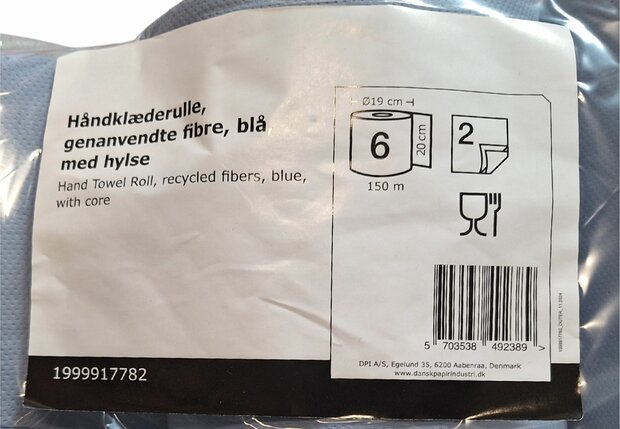 Håndklæderulle,
genanvendte fibre, blå
med hylse
Hand Towel Roll, recycled fibers, blue,
with core
Ø19 cm
6
20 cm
150 m
2
5 703538 492389 >
DPI A/S, Egelund 35, 6200 Aabenraa, Denmark
www.danskpapirindustri.dk
1999917782